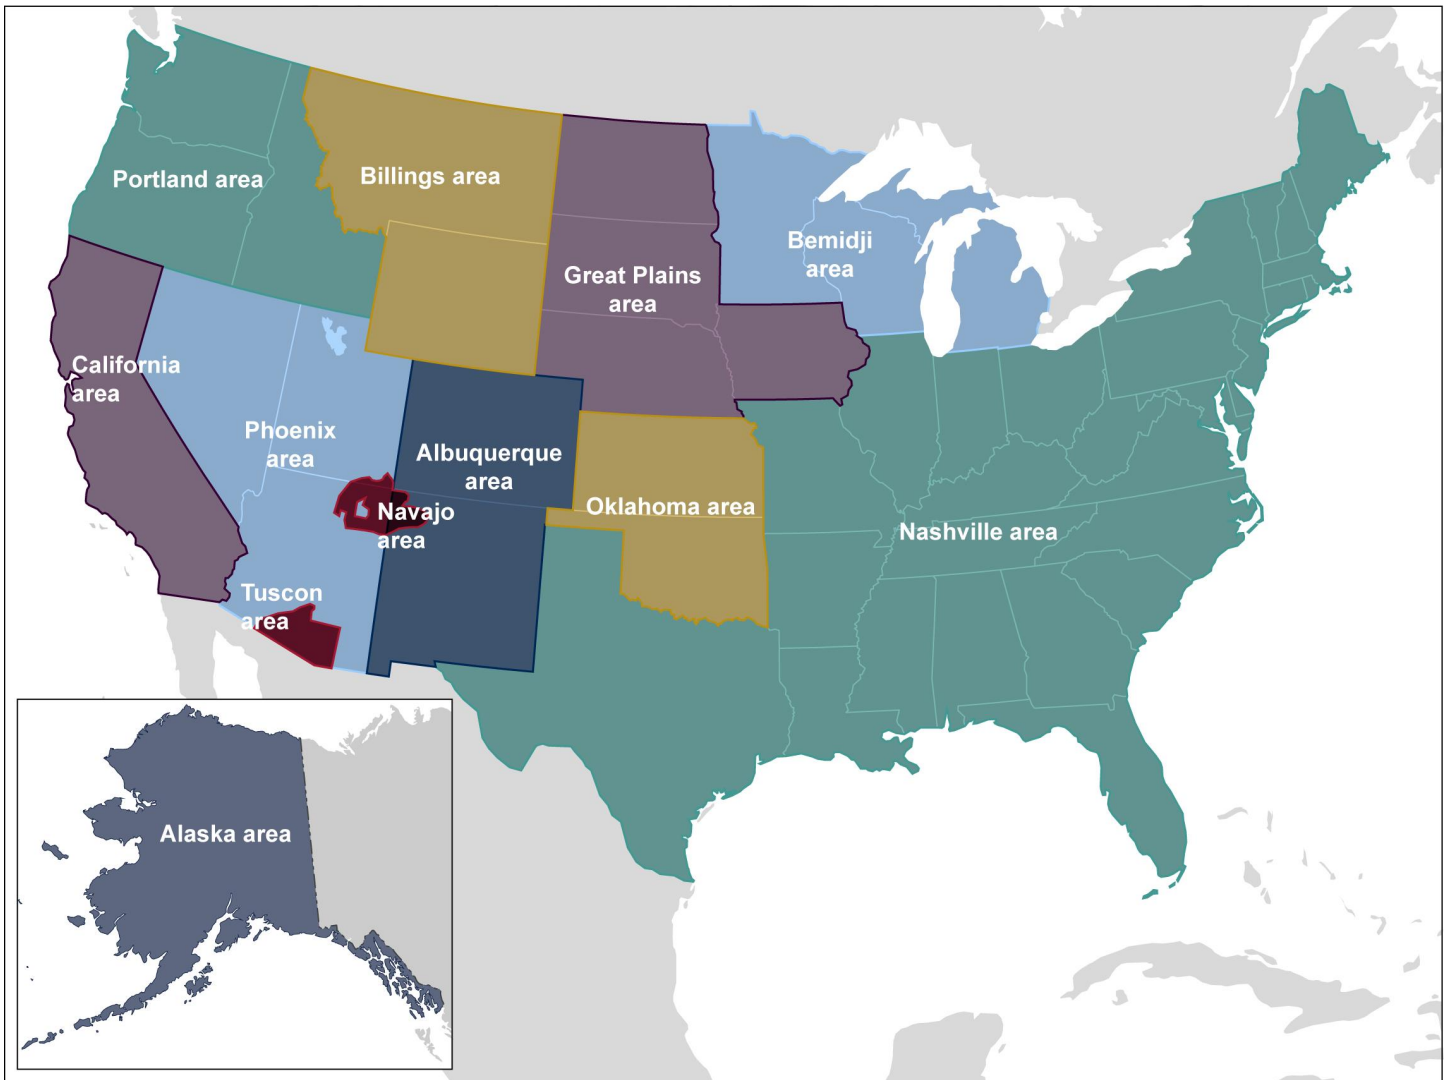 Portland area
Billings area
Bemidji
area
Great Plains
area
California
area
Phoenix
area
Albuquerque
area
Navajo
area
Oklahoma area
Nashville area
Tuscon
area
Alaska area